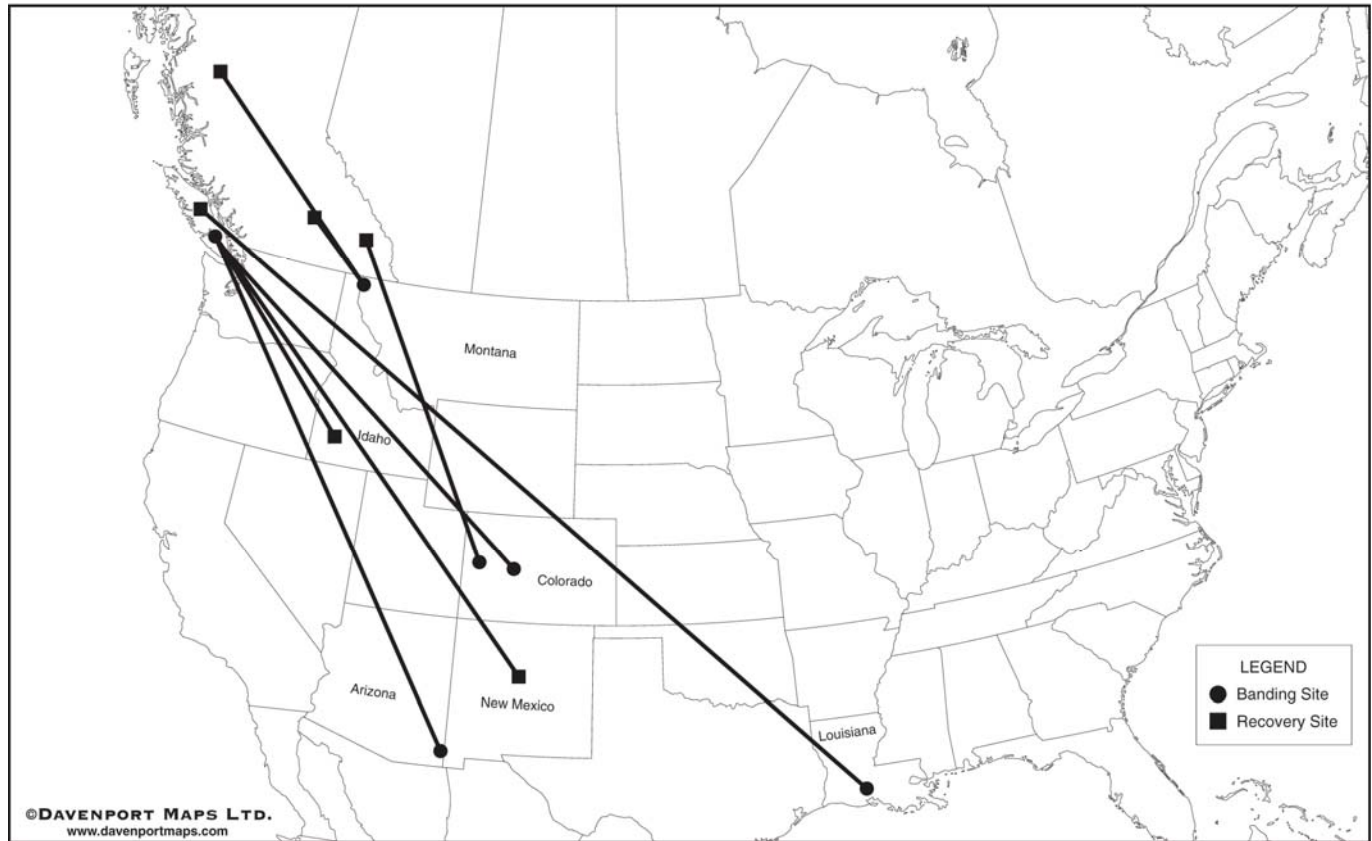 Montana
Idaho
Colorado
Arizona
New Mexico
Louisiana
LEGEND
Banding Site
Recovery Site
©DAVENPORT MAPS LTD.
www.davenportmaps.com